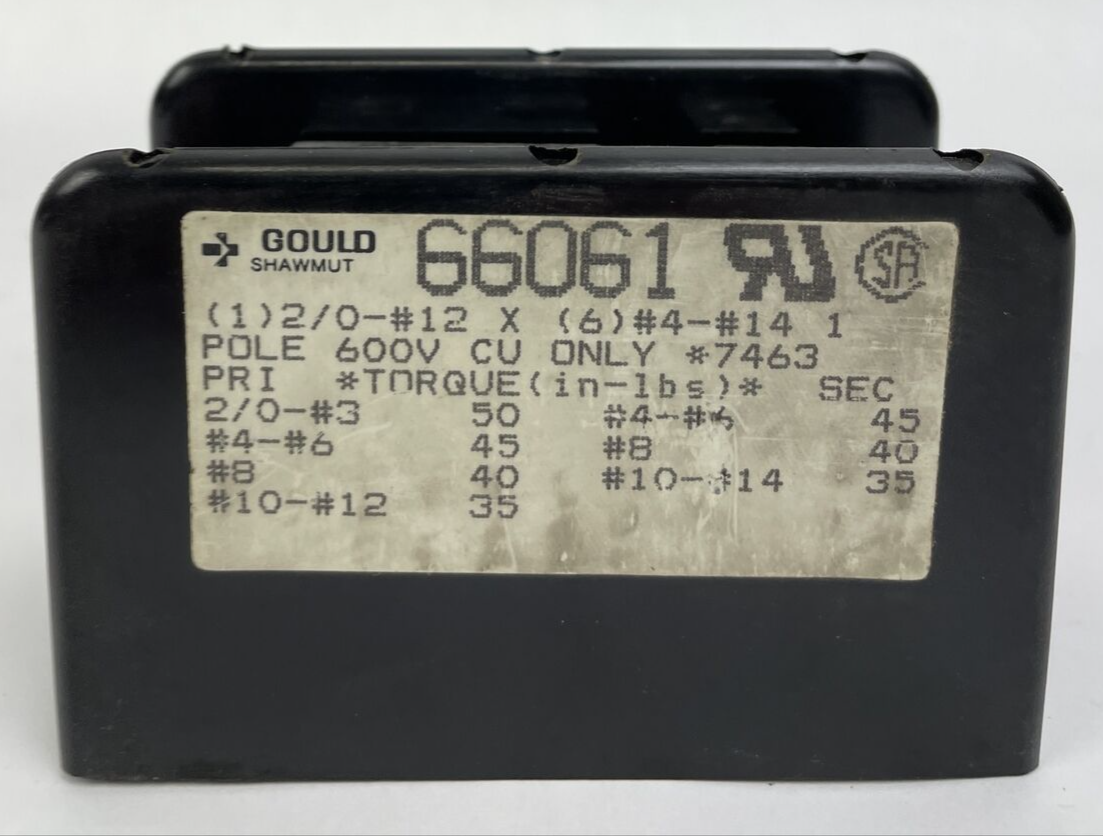 GOULD SHAWMUT 66061 RU SA
(1)2/0-#12 X (6)#4-#14 1
POLE 600V CU ONLY *7463
PRI *TORQUE(in-lbs)* SEC
2/0-#3 50 #4-#6 45
#4-#6 45 #8 40
#8 40 #10-#14 35
#10-#12 35